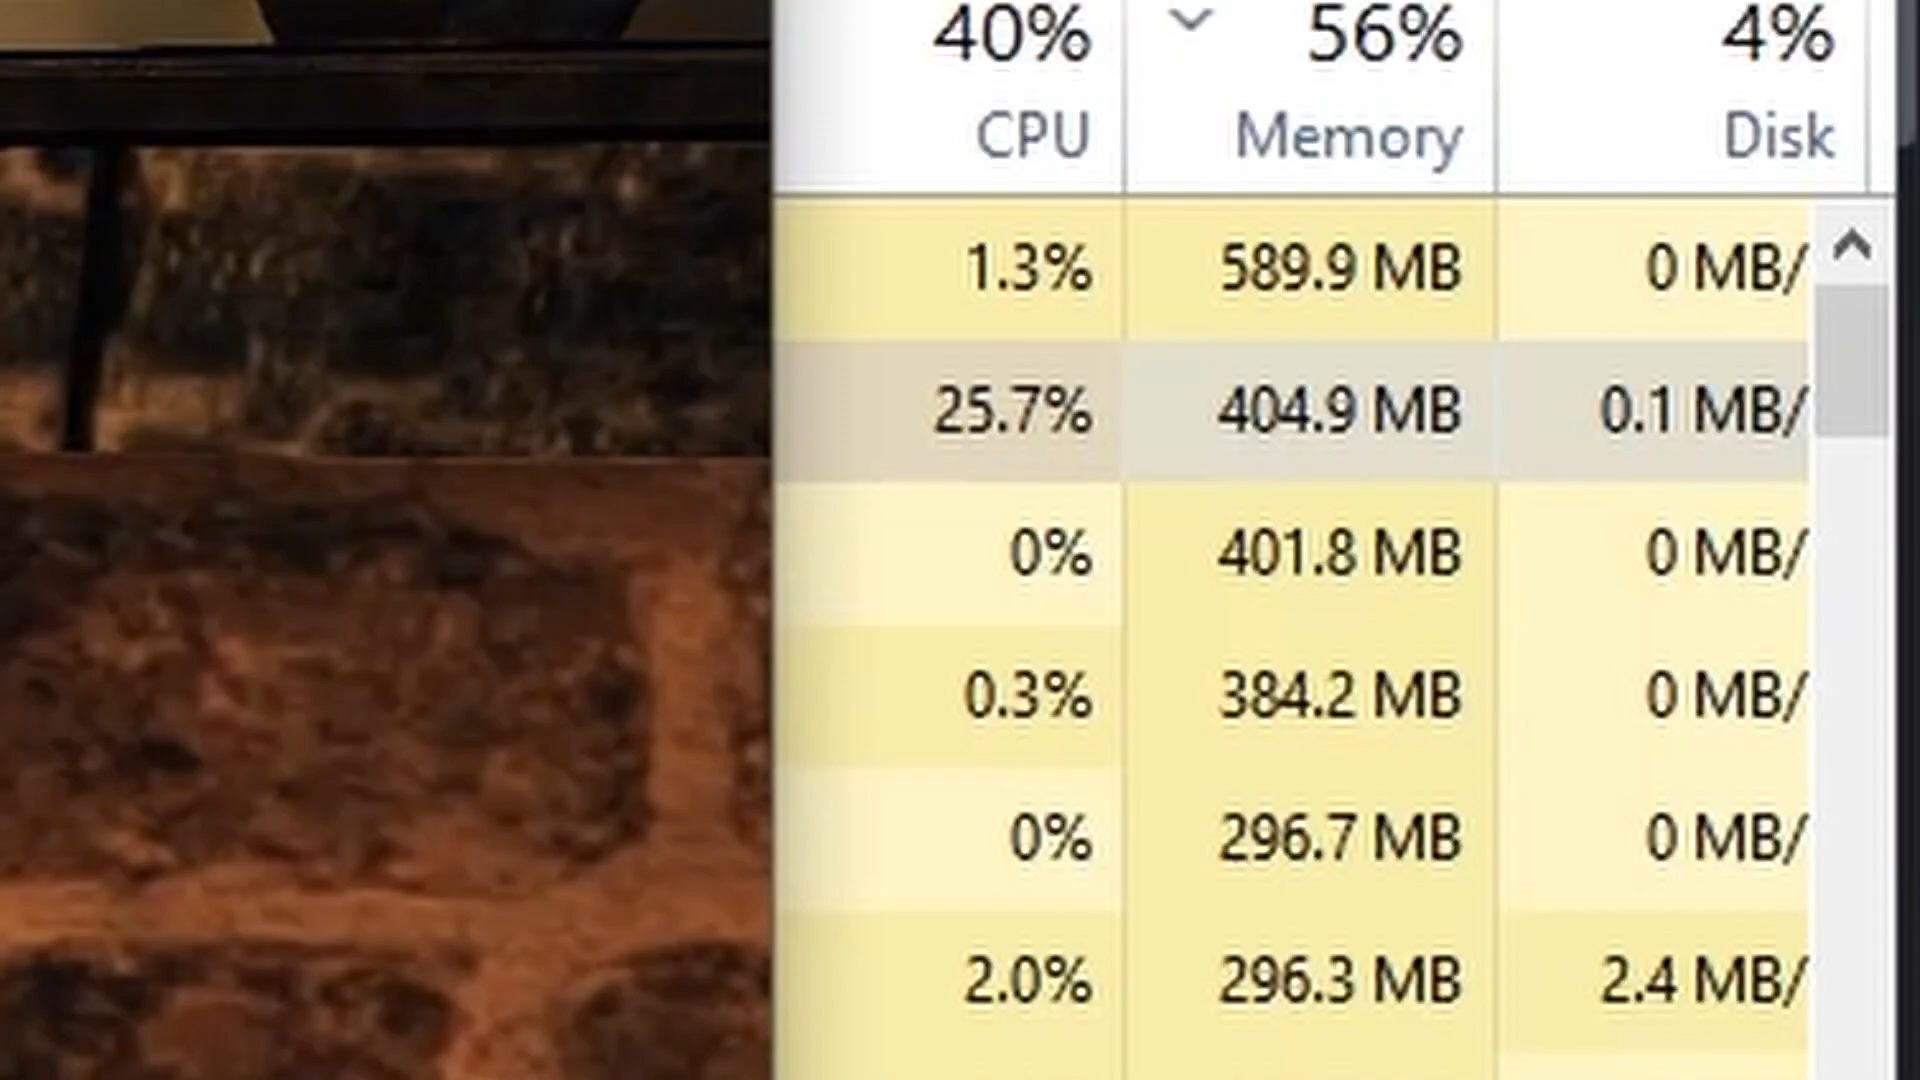 40% 56% 4%
CPU Memory Disk
1.3% 589.9 MB 0 MB/
25.7% 404.9 MB 0.1 MB/
0% 401.8 MB 0 MB/
0.3% 384.2 MB 0 MB/
0% 296.7 MB 0 MB/
2.0% 296.3 MB 2.4 MB/